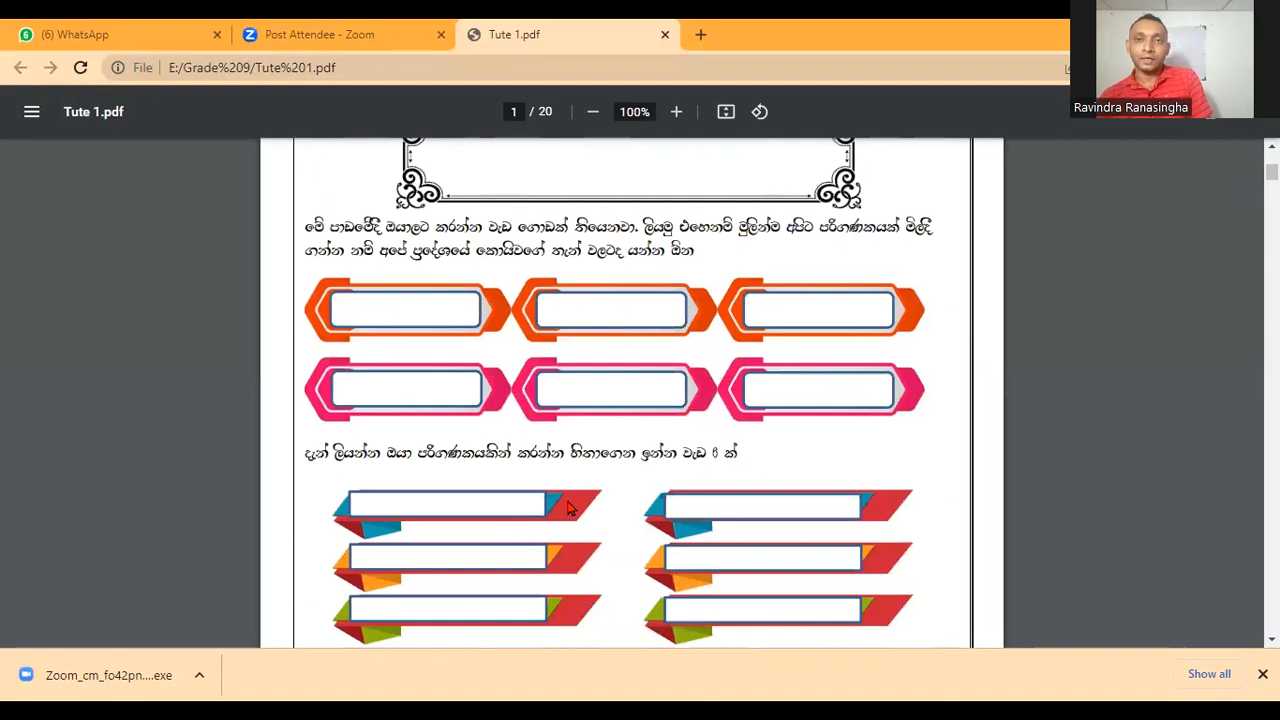 (6) WhatsApp
Post Attendee - Zoom
Tute 1.pdf
File
E:/Grade%209/Tute%201.pdf
Ravindra Ranasingha
Tute 1.pdf
1 / 20
100%
මේ පාඩමේදී ඔයාලට කරන්න වැඩ ගොඩක් තියෙනවා. ලියමු එහෙනම් මුලින්ම අපිට පරිගණකයක් මිලදී
ගන්න නම් අපේ ප්‍රදේශයේ කොයිවගේ තැන් වලටද යන්න ඕන
දැන් ලියන්න ඔයා පරිගණකයකින් කරන්න හිතාගෙන ඉන්න වැඩ 6 ක්
Zoom_cm_fo42pn....exe
Show all